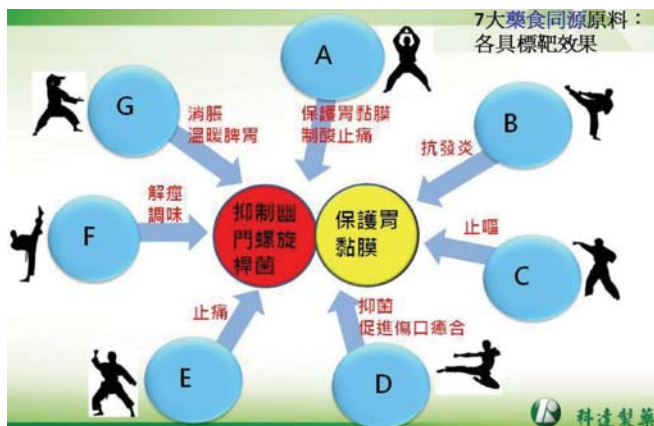 7大藥食同源原料：
各具標靶效果
A
保護胃黏膜
制酸止痛
B
抗發炎
C
止嘔
D
抑菌
促進傷口癒合
E
止痛
F
解痙
調味
G
消脹
溫暖脾胃
抑制幽
門螺旋
桿菌
保護胃
黏膜
科達製藥